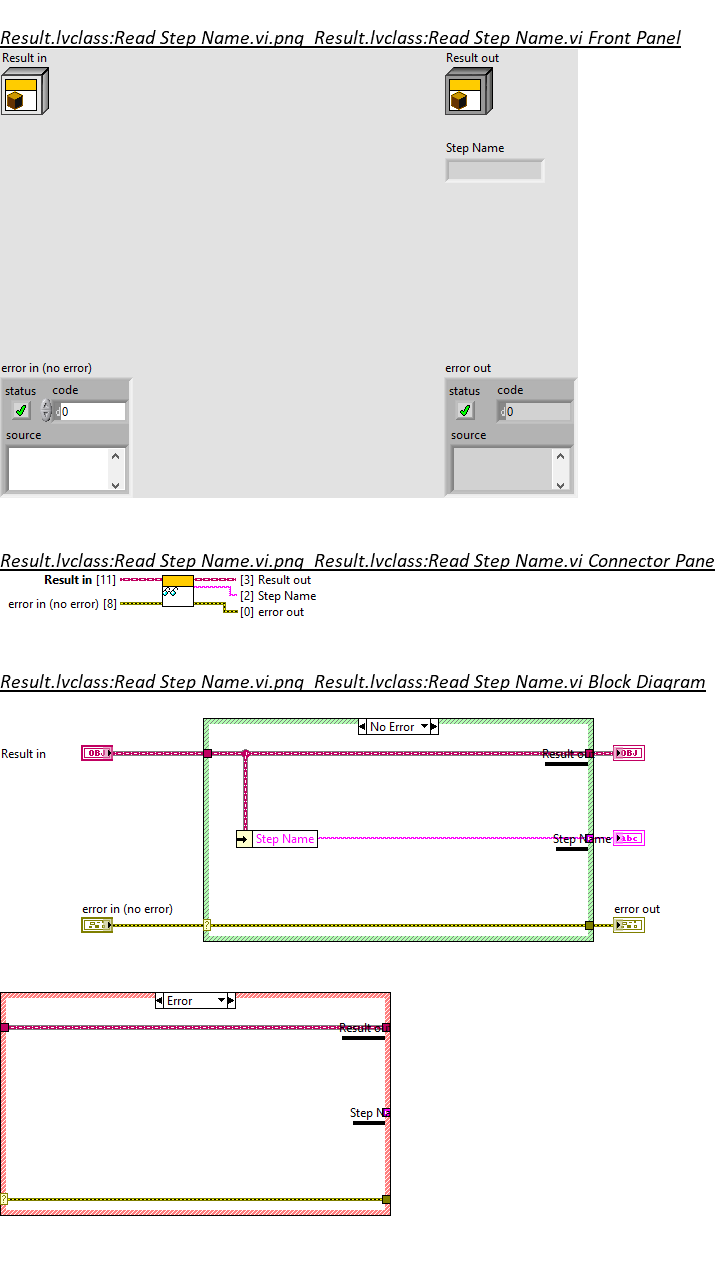 Result.lvclass:Read Step Name.vi.png Result.lvclass:Read Step Name.vi Front Panel
Result in
Result out
Step Name
error in (no error)
error out
status code
status code
0
d 0
source
source
Result.lvclass:Read Step Name.vi.png Result.lvclass:Read Step Name.vi Connector Pane
Result in [11]
[3] Result out
[2] Step Name
error in (no error) [8]
[0] error out
Result.lvclass:Read Step Name.vi.png Result.lvclass:Read Step Name.vi Block Diagram
No Error
Result in
OBJ
Result out
OBJ
Step Name
Step Name
abc
error in (no error)
error out
?
Error
Result out
Step N
?